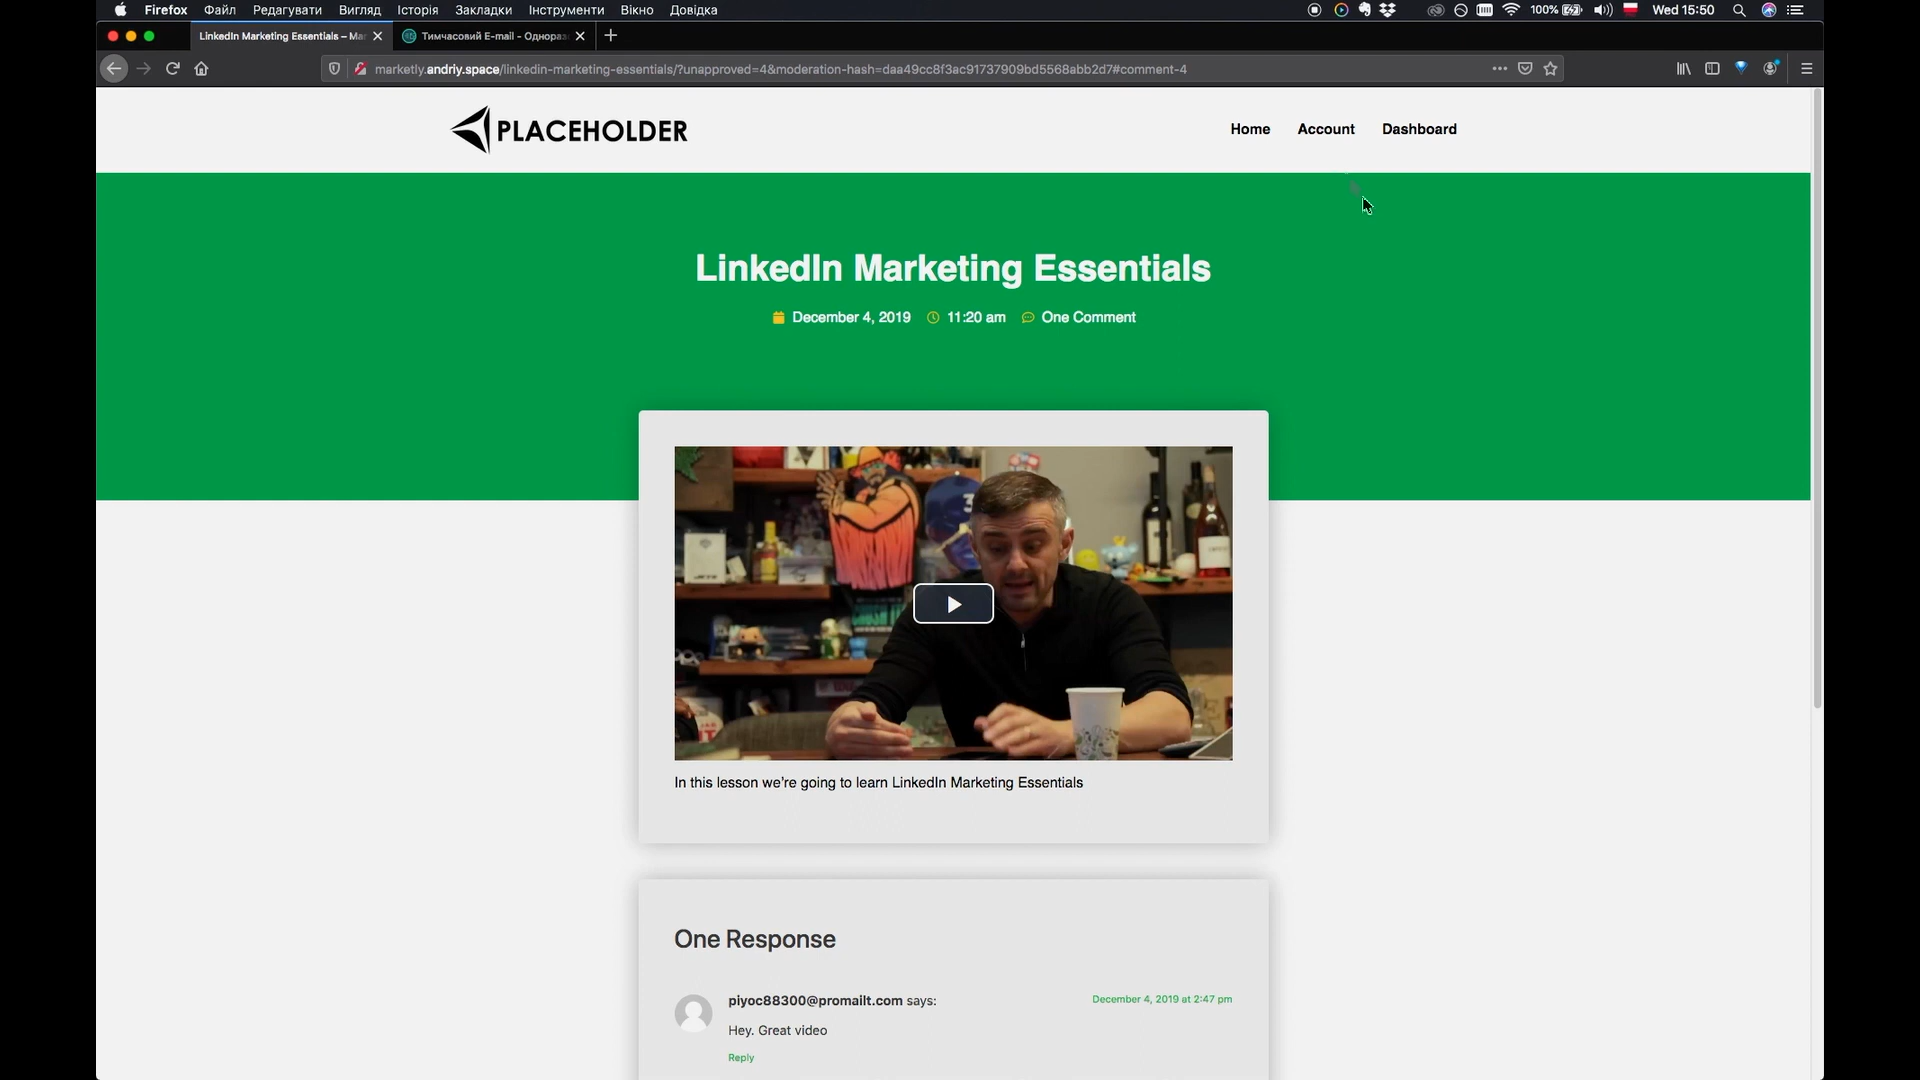 Firefox Файл Редагувати Вигляд Історія Закладки Інструменти Вікно Довідка 100% Wed 15:50
LinkedIn Marketing Essentials – Ma
Тимчасовий E-mail - Однораз
marketly.andriy.space/linkedin-marketing-essentials/?unapproved=4&moderation-hash=daa49cc8f3ac91737909bd5568abb2d7#comment-4
PLACEHOLDER
Home Account Dashboard
LinkedIn Marketing Essentials
December 4, 2019 11:20 am One Comment
In this lesson we're going to learn LinkedIn Marketing Essentials
One Response
piyoc88300@promailt.com says:
December 4, 2019 at 2:47 pm
Hey. Great video
Reply